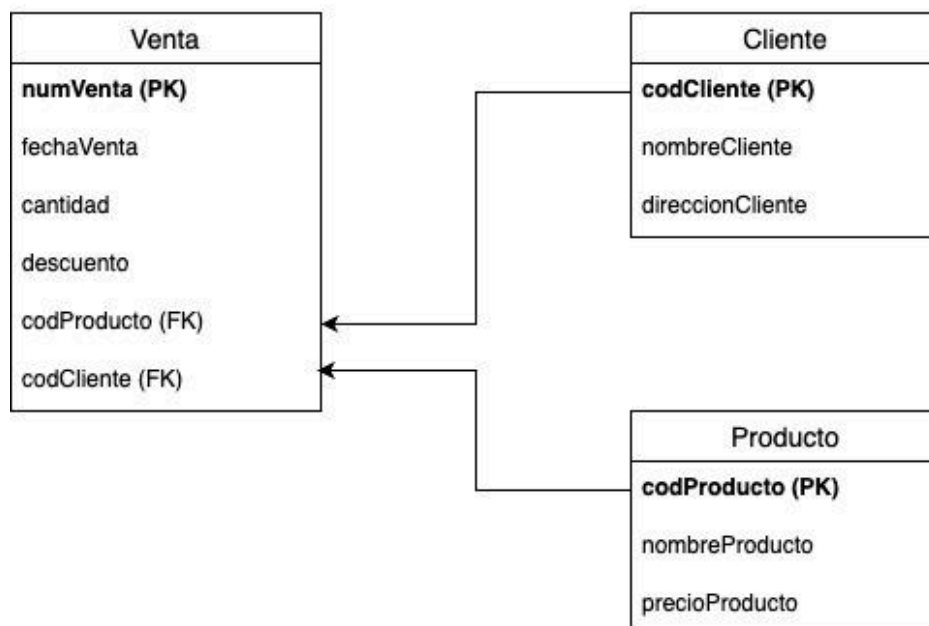 Venta
numVenta (PK)
fechaVenta
cantidad
descuento
codProducto (FK)
codCliente (FK)
Cliente
codCliente (PK)
nombreCliente
direccionCliente
Producto
codProducto (PK)
nombreProducto
precioProducto